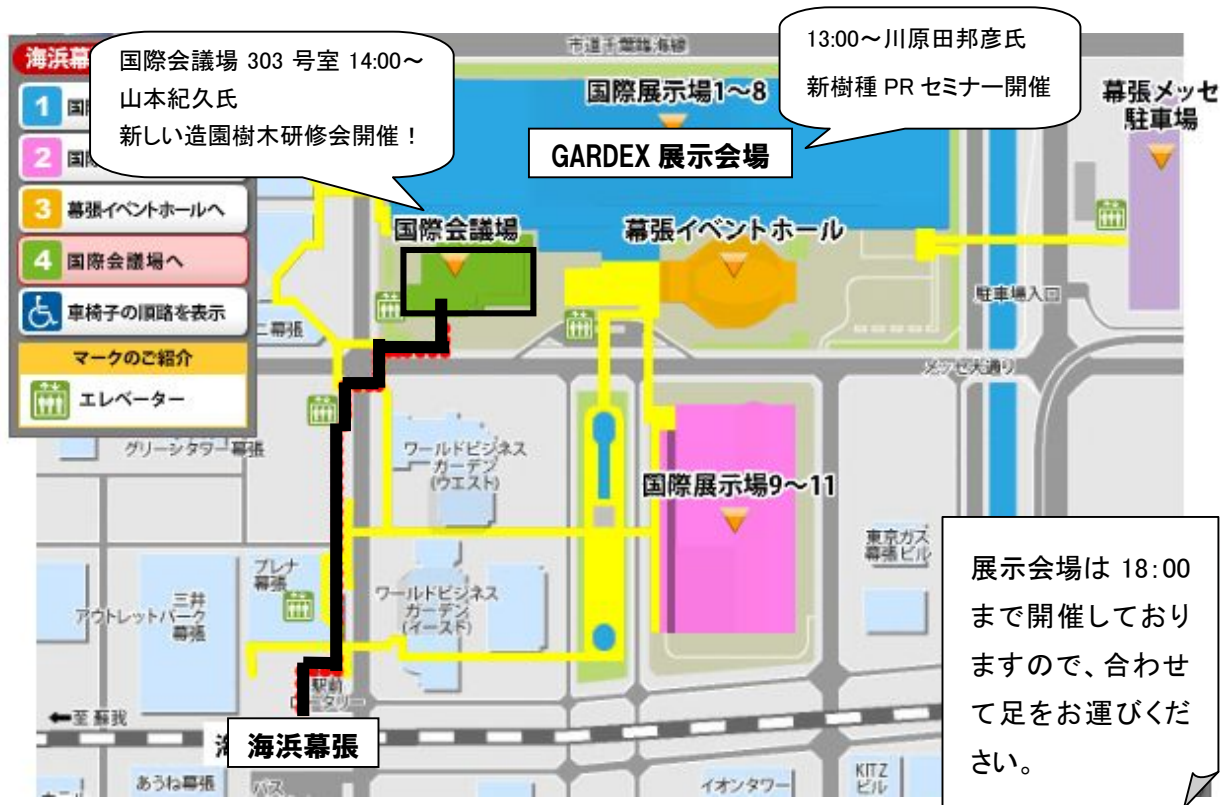 海浜幕
国際会議場 303 号室 14:00～
山本紀久氏
新しい造園樹木研修会開催！
市道千葉臨海線
13:00～川原田邦彦氏
新樹種 PR セミナー開催
国際展示場1～8
GARDEX 展示会場
幕張メッセ
駐車場
1 国
2 国
3 幕張イベントホールへ
4 国際会議場へ
車椅子の順路を表示
マークのご紹介
エレベーター
国際会議場
幕張イベントホール
駐車場入口
二幕張
メッセ大通り
グリーンタワー幕張
ワールドビジネス
ガーデン
(ウエスト)
国際展示場9～11
東京ガス
幕張ビル
プレナ
幕張
三井
アウトレットパーク
幕張
ワールドビジネス
ガーデン
(イースト)
展示会場は 18:00
まで開催しており
ますので、合わせ
て足をお運びくだ
さい。
駅前
ロータリー
←至 蘇我
海浜幕張
あうね幕張
バス
イオンタワー
KITZ
ビル